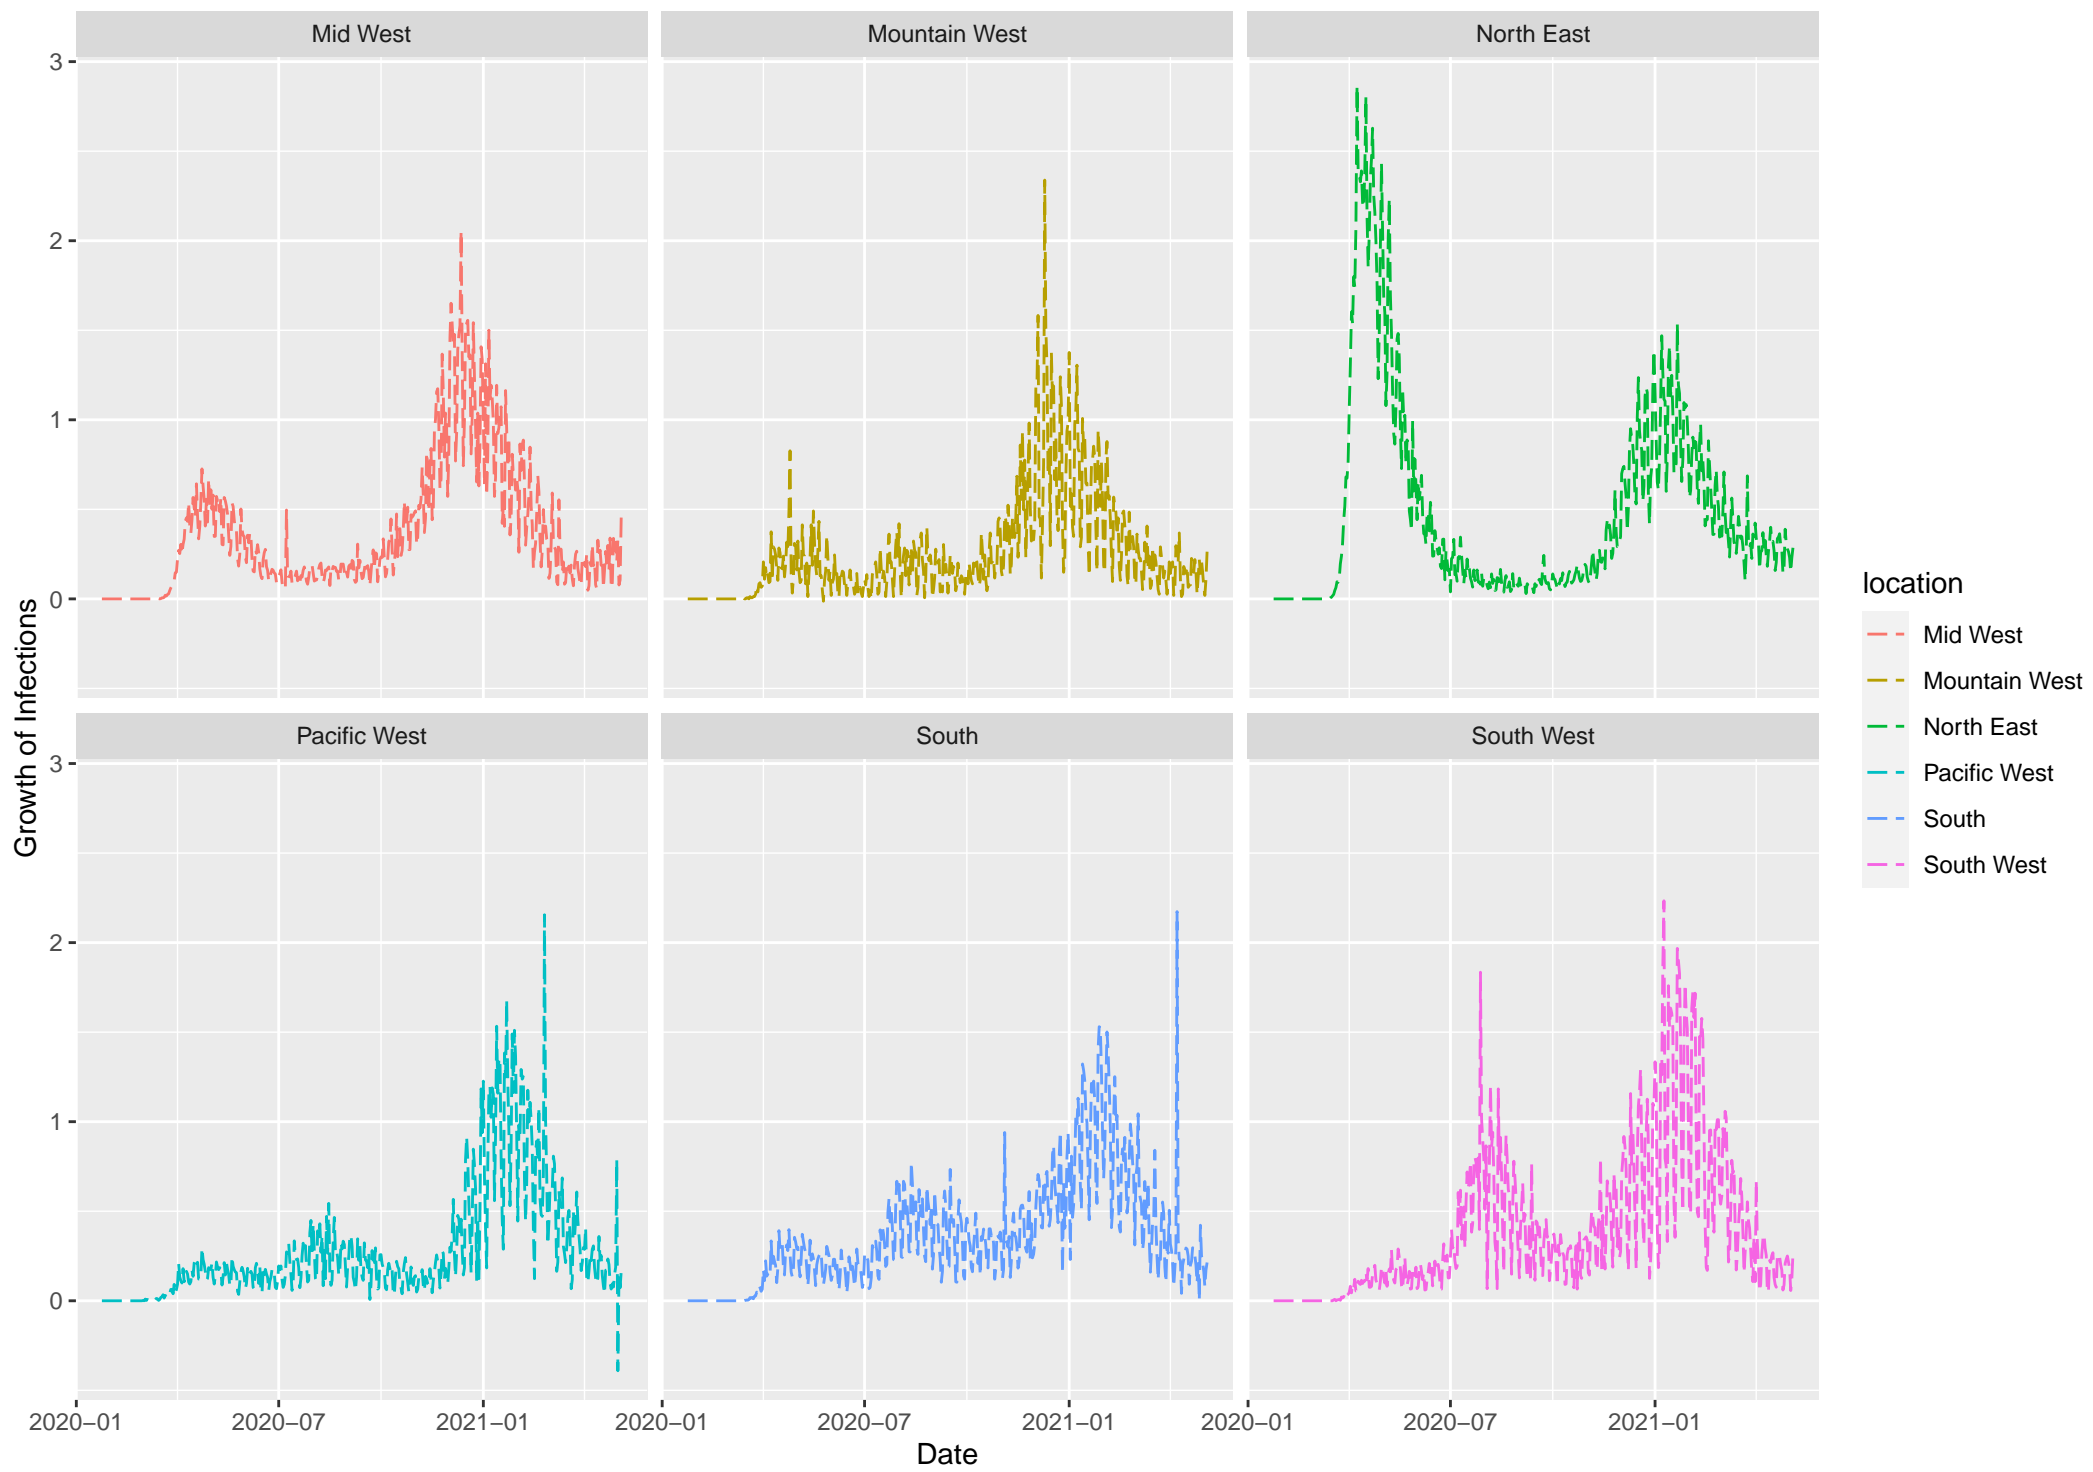 Mid West
Mountain West
North East
3
2
1
0
Pacific West
South
South West
3
2
1
0
2020–01
2020–07
2021–01
2020–01
2020–07
2021–01
2020–01
2020–07
2021–01
Date
Growth of Infections
location
Mid West
Mountain West
North East
Pacific West
South
South West